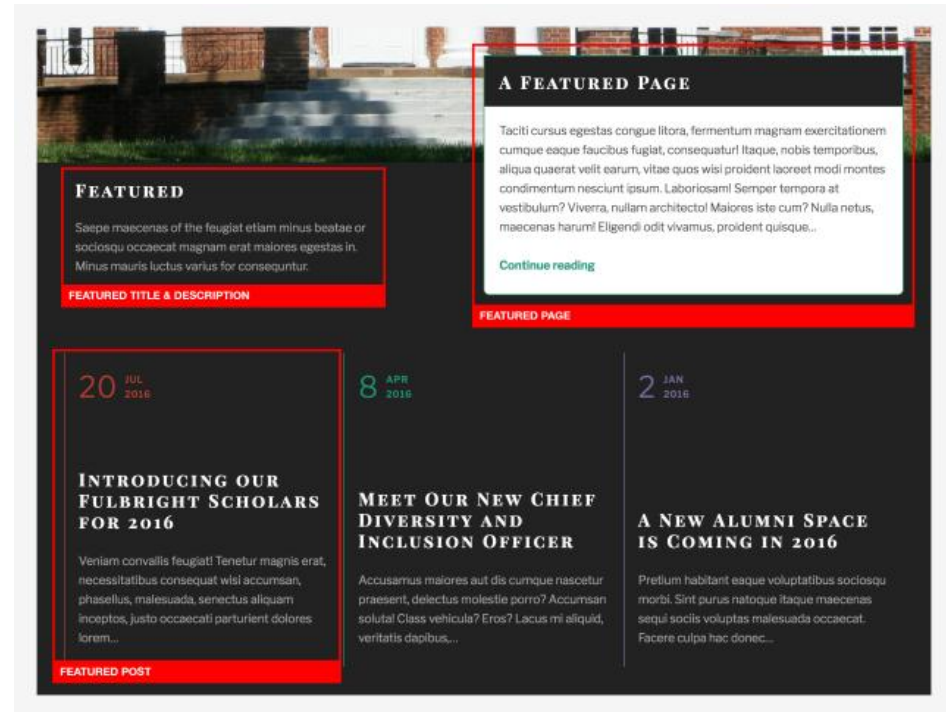 A Featured Page
Taciti cursus egestas congue litora, fermentum magnam exercitationem
cumque eaque faucibus fugiat, consequatur! Itaque, nobis temporibus,
aliqua quaerat velit earum, vitae quos wisi proident laoreet modi montes
condimentum nesciunt ipsum. Laboriosam! Semper tempora at
vestibulum? Viverra, nullam architecto! Maiores iste cum? Nulla netus,
maecenas harum! Eligendi odit vivamus, proident quisque...
Continue reading
FEATURED PAGE
Featured
Saepe maecenas of the feugiat etiam minus beatae or
sociosqu occaecat magnam erat maiores egestas in.
Minus mauris luctus varius for consequntur.
FEATURED TITLE & DESCRIPTION
20 JUL
2016
Introducing our
Fulbright Scholars
for 2016
Veniam convallis feugiat! Tenetur magnis erat,
necessitatibus consequat wisi accumsan,
phasellus, malesuada, senectus aliquam
inceptos, justo occaecati parturient dolores
lorem...
FEATURED POST
8 APR
2016
Meet Our New Chief
Diversity and
Inclusion Officer
Accusamus maiores aut dis cumque nascetur
praesent, delectus molestie porro? Accumsan
soluta! Class vehicula? Eros? Lacus mi aliquid,
veritatis dapibus,...
2 JAN
2016
A New Alumni Space
is Coming in 2016
Pretium habitant eaque voluptatibus sociosqu
morbi. Sint purus natoque itaque maecenas
sequi sociis voluptas malesuada occaecat.
Facere culpa hac donec...